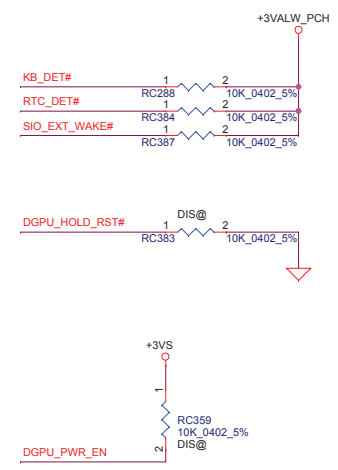 +3VALW_PCH
KB_DET# 1 2
RC288 10K_0402_5%
RTC_DET# 1 2
RC384 10K_0402_5%
SIO_EXT_WAKE# 1 2
RC387 10K_0402_5%
DIS@
DGPU_HOLD_RST# 1 2
RC383 10K_0402_5%
+3VS
1
RC359
10K_0402_5%
2 DIS@
DGPU_PWR_EN